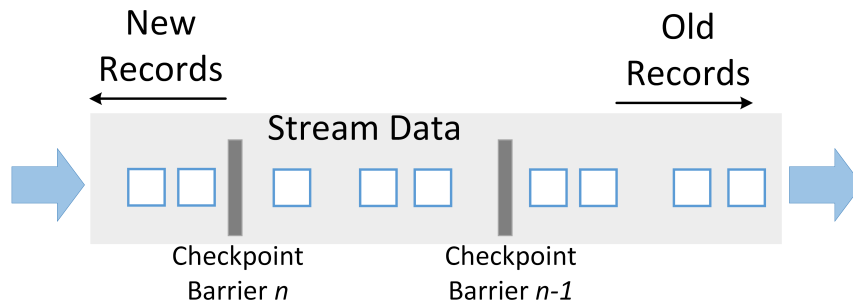 New
Records
Old
Records
Stream Data
Checkpoint
Barrier n
Checkpoint
Barrier n-1